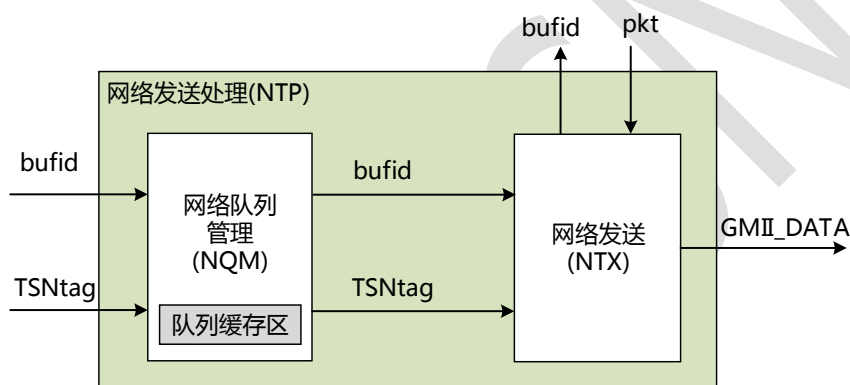 bufid
pkt
网络发送处理(NTP)
bufid
bufid
网络队列
管理
(NQM)
网络发送
(NTX)
GMII_DATA
TSNtag
TSNtag
队列缓存区